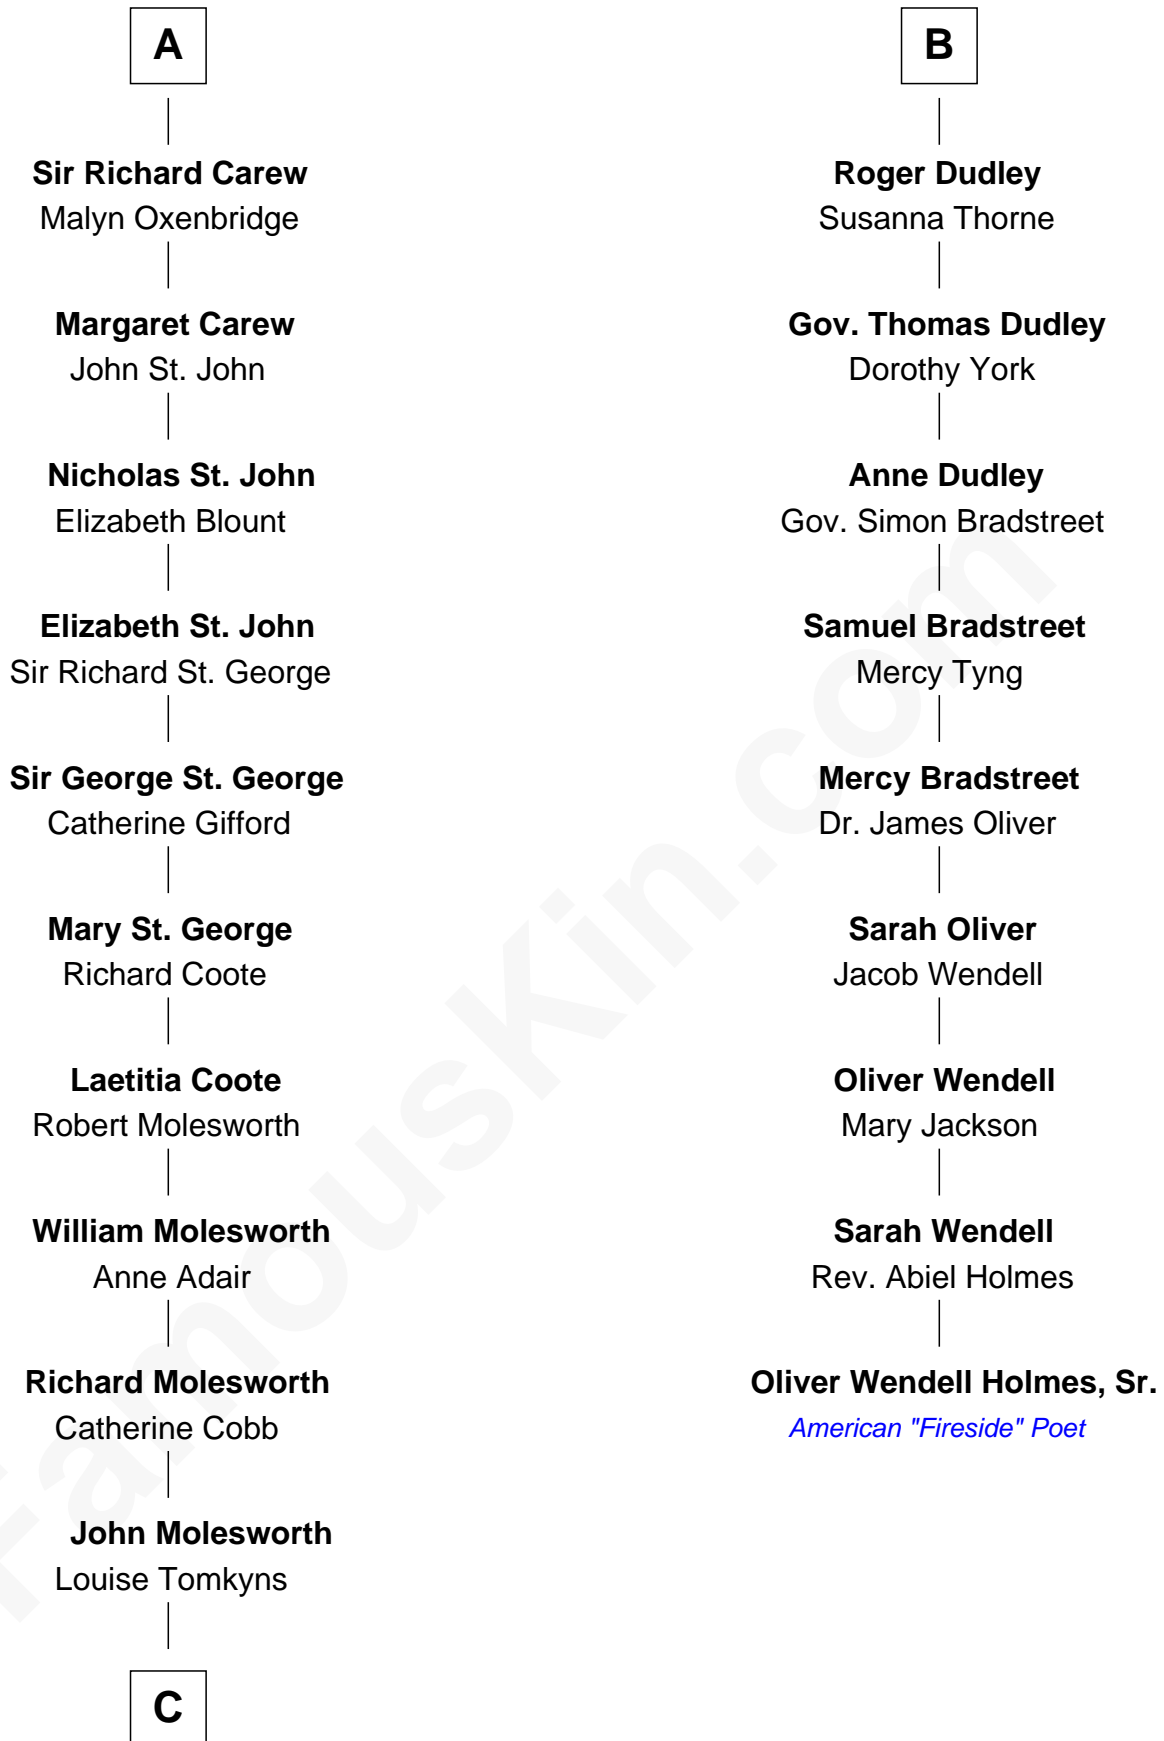 A
Sir Richard Carew
Malyn Oxenbridge
Margaret Carew
John St. John
Nicholas St. John
Elizabeth Blount
Elizabeth St. John
Sir Richard St. George
Sir George St. George
Catherine Gifford
Mary St. George
Richard Coote
Laetitia Coote
Robert Molesworth
William Molesworth
Anne Adair
Richard Molesworth
Catherine Cobb
John Molesworth
Louise Tomkyns
C
B
Roger Dudley
Susanna Thorne
Gov. Thomas Dudley
Dorothy York
Anne Dudley
Gov. Simon Bradstreet
Samuel Bradstreet
Mercy Tyng
Mercy Bradstreet
Dr. James Oliver
Sarah Oliver
Jacob Wendell
Oliver Wendell
Mary Jackson
Sarah Wendell
Rev. Abiel Holmes
Oliver Wendell Holmes, Sr.
American "Fireside" Poet
FamousKin.com